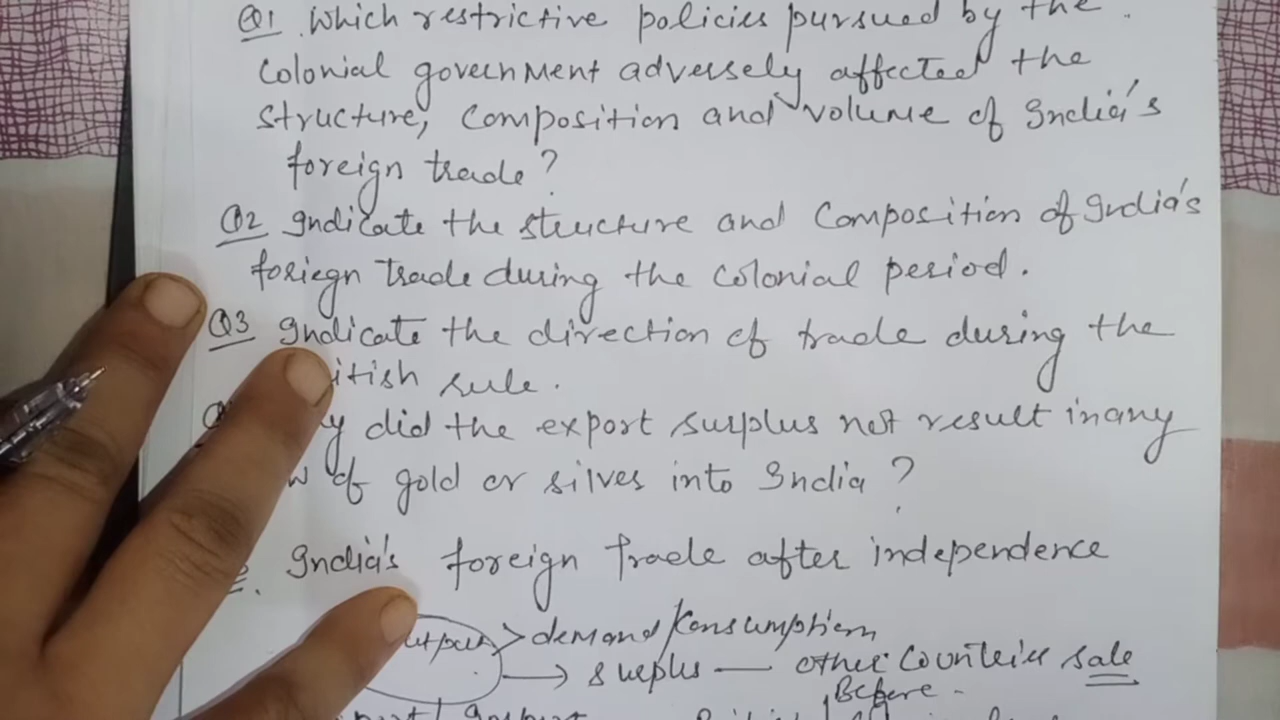 Q1. Which restrictive policies pursued by the
Colonial government adversely affected the
structure, composition and volume of India's
foreign trade?
Q2 Indicate the structure and Composition of India's
foriegn trade during the colonial period.
Q3 Indicate the direction of trade during the
itish rule.
y did the export surplus not result in any
w of gold or silver into India?
India's foreign Trade after independence
> demand/Consumption
→ surplus — other Countries sale
Before -